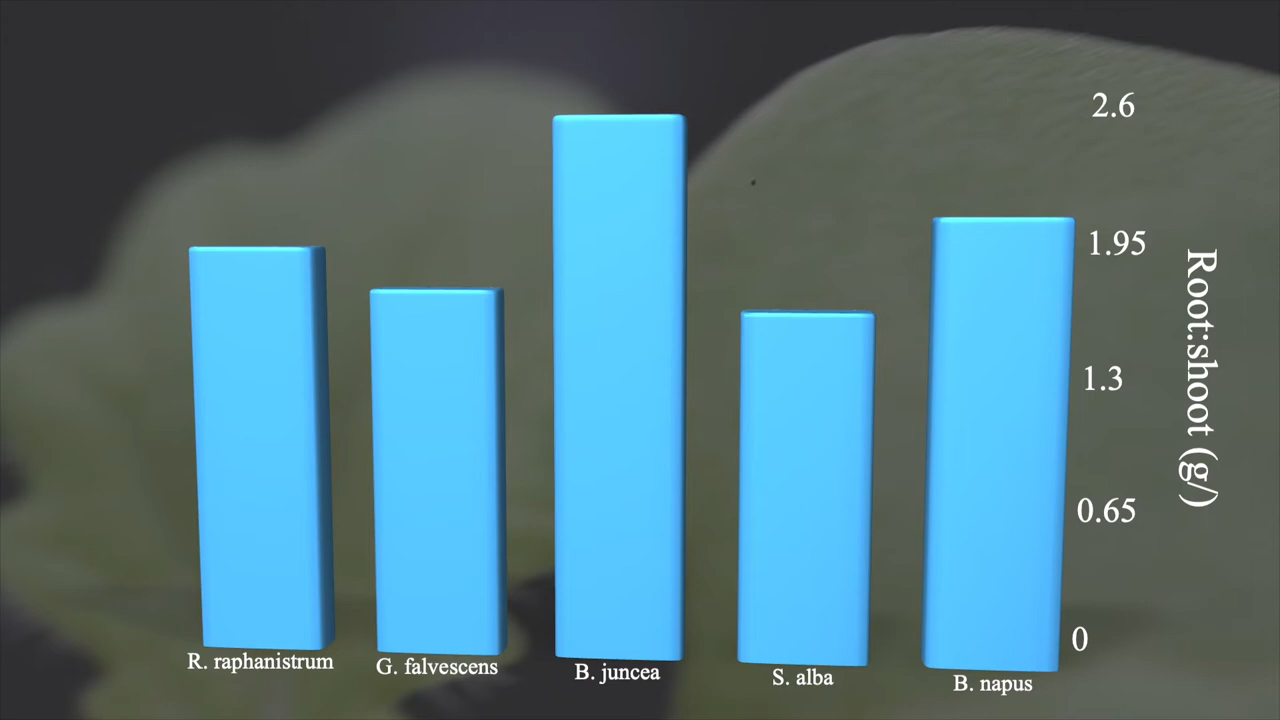 2.6
1.95
1.3
0.65
0
Root:shoot (g/)
R. raphanistrum
G. falvescens
B. juncea
S. alba
B. napus